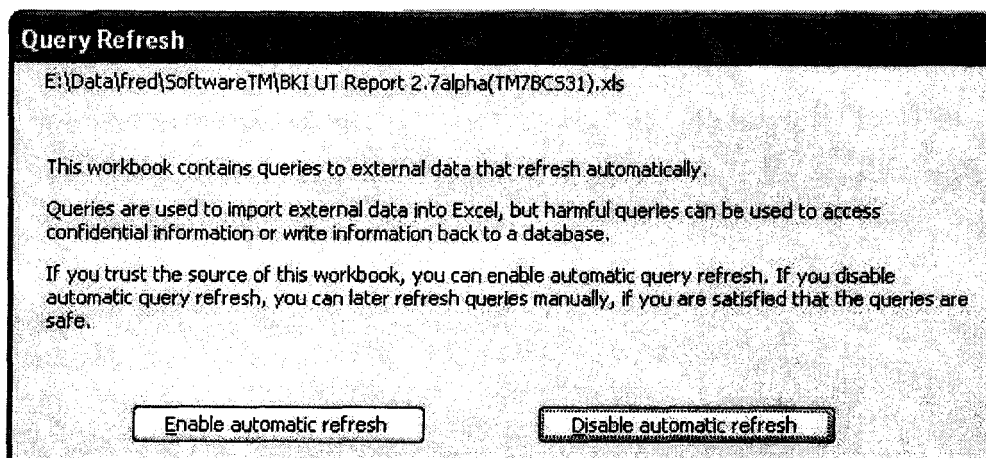 Query Refresh
E:\Data\fred\SoftwareTM\BKI UT Report 2.7alpha(TM7BCS31).xls
This workbook contains queries to external data that refresh automatically.
Queries are used to import external data into Excel, but harmful queries can be used to access
confidential information or write information back to a database.
If you trust the source of this workbook, you can enable automatic query refresh. If you disable
automatic query refresh, you can later refresh queries manually, if you are satisfied that the queries are
safe.
Enable automatic refresh Disable automatic refresh